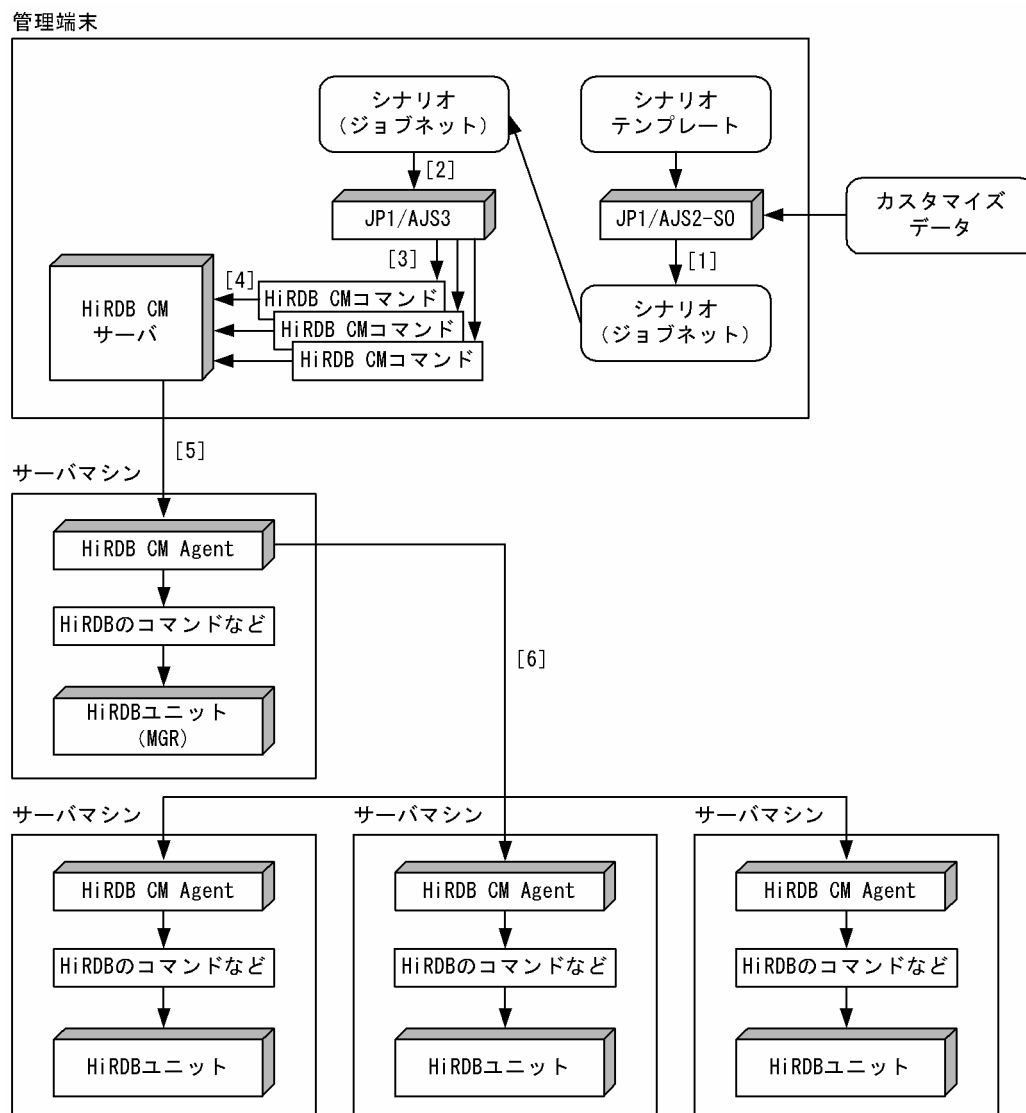 管理端末
シナリオ
(ジョブネット)
シナリオ
テンプレート
[2]
JP1/AJS3
JP1/AJS2-SO
カスタマイズ
データ
[3]
[1]
[4]
HiRDB CM
サーバ
HiRDB CMコマンド
HiRDB CMコマンド
HiRDB CMコマンド
シナリオ
(ジョブネット)
[5]
サーバマシン
HiRDB CM Agent
HiRDBのコマンドなど
[6]
HiRDBユニット
(MGR)
サーバマシン
サーバマシン
サーバマシン
HiRDB CM Agent
HiRDB CM Agent
HiRDB CM Agent
HiRDBのコマンドなど
HiRDBのコマンドなど
HiRDBのコマンドなど
HiRDBユニット
HiRDBユニット
HiRDBユニット